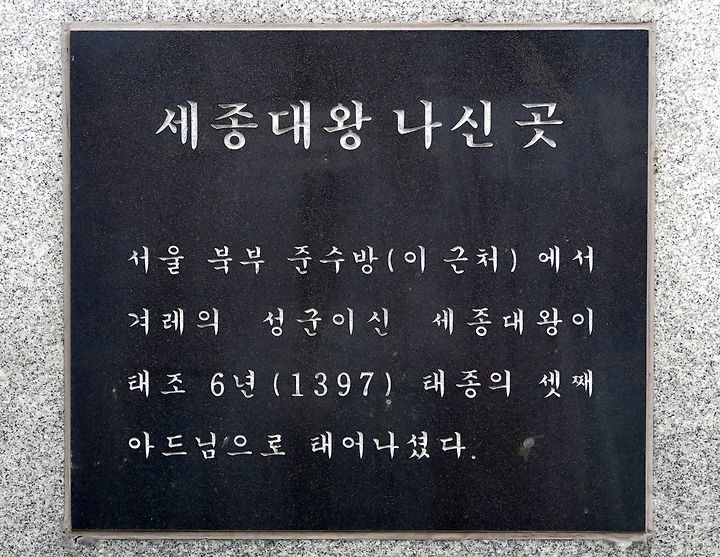 세종대왕 나신 곳
서울 북부 준수방(이 근처)에서
겨레의 성군이신 세종대왕이
태조 6년(1397) 태종의 셋째
아드님으로 태어나셨다.